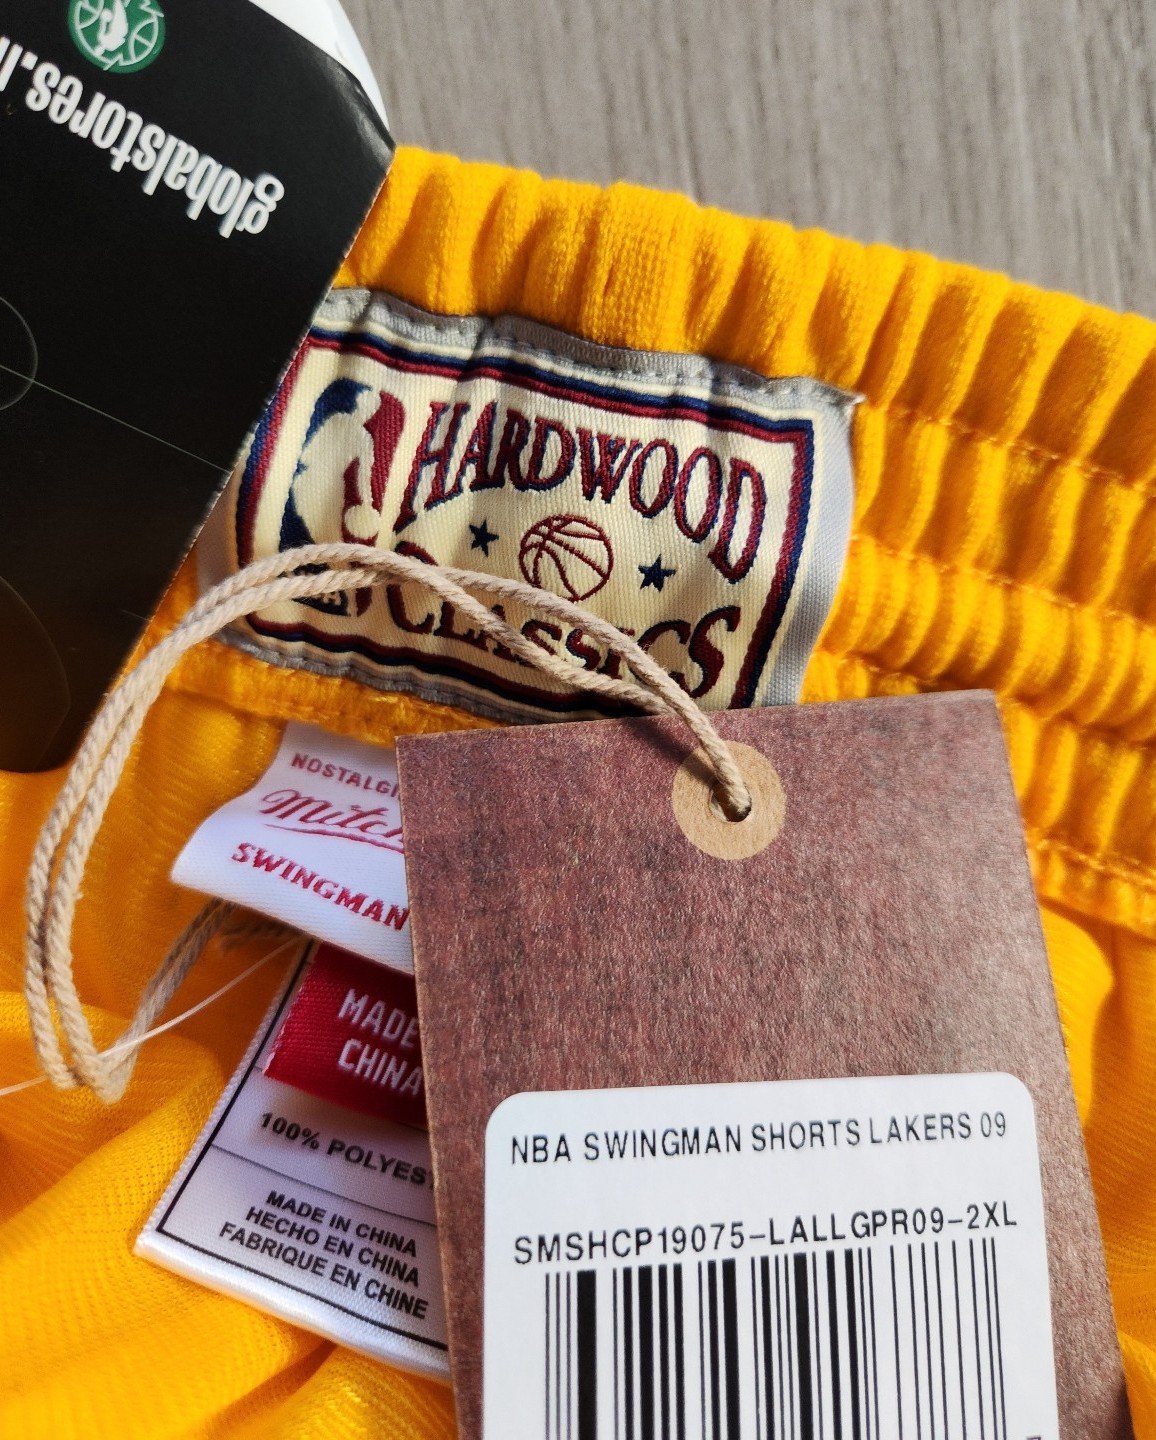 globalstores.i
HARDWOOD
CLASSICS
NOSTALGI
Mitch
SWINGMAN
MADE
CHINA
100% POLYES
MADE IN CHINA
HECHO EN CHINA
FABRIQUE EN CHINE
NBA SWINGMAN SHORTS LAKERS 09
SMSHCP19075-LALLGPR09-2XL